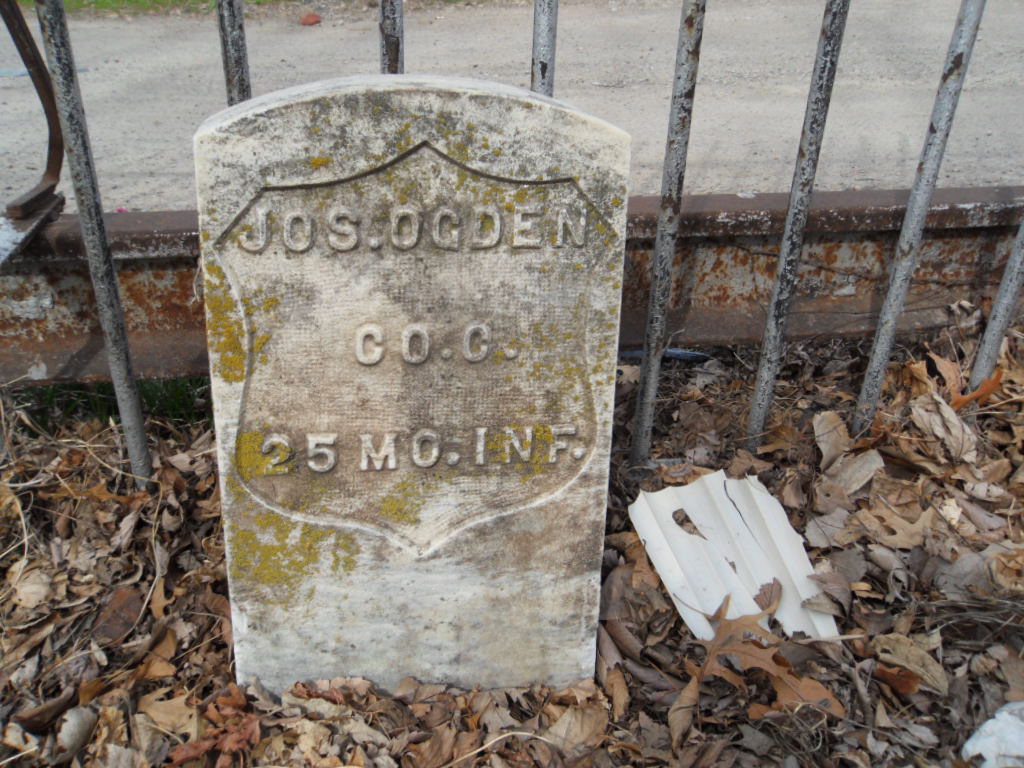 JOS. OGDEN
CO. C.
25 MO. INF.